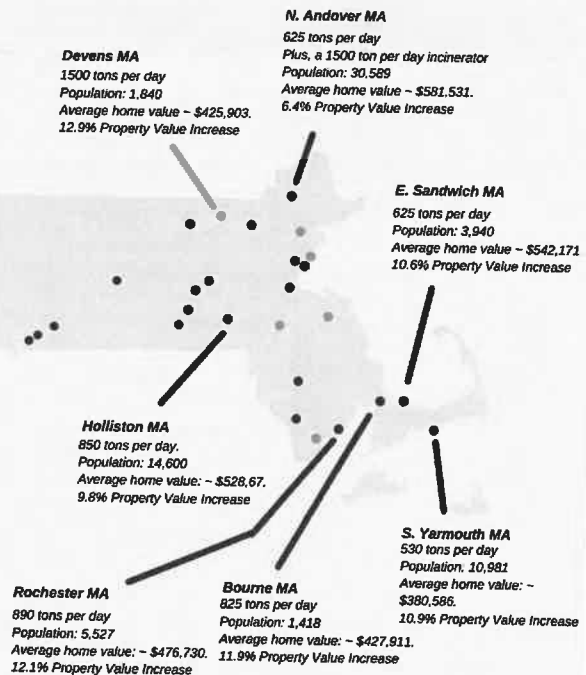 N. Andover MA
625 tons per day
Plus, a 1500 ton per day incinerator
Population: 30,589
Average home value ~ $581,531.
6.4% Property Value Increase
Devens MA
1500 tons per day
Population: 1,840
Average home value ~ $425,903.
12.9% Property Value Increase
E. Sandwich MA
625 tons per day
Population: 3,940
Average home value ~ $542,171
10.6% Property Value Increase
Holliston MA
850 tons per day.
Population: 14,600
Average home value: ~ $528,67.
9.8% Property Value Increase
S. Yarmouth MA
530 tons per day
Population: 10,981
Average home value: ~
$380,586.
10.9% Property Value Increase
Rochester MA
890 tons per day
Population: 5,527
Average home value: ~ $476,730.
12.1% Property Value Increase
Bourne MA
825 tons per day
Population: 1,418
Average home value: ~ $427,911.
11.9% Property Value Increase